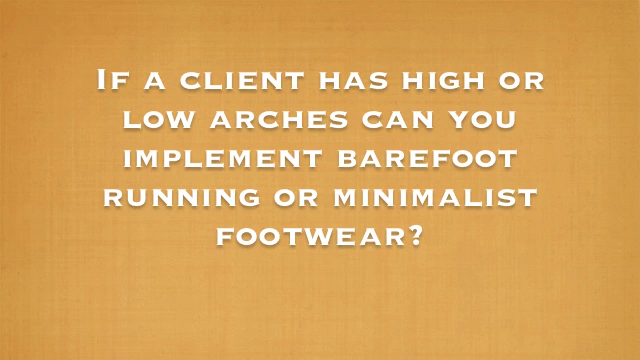 If a client has high or
low arches can you
implement barefoot
running or minimalist
footwear?